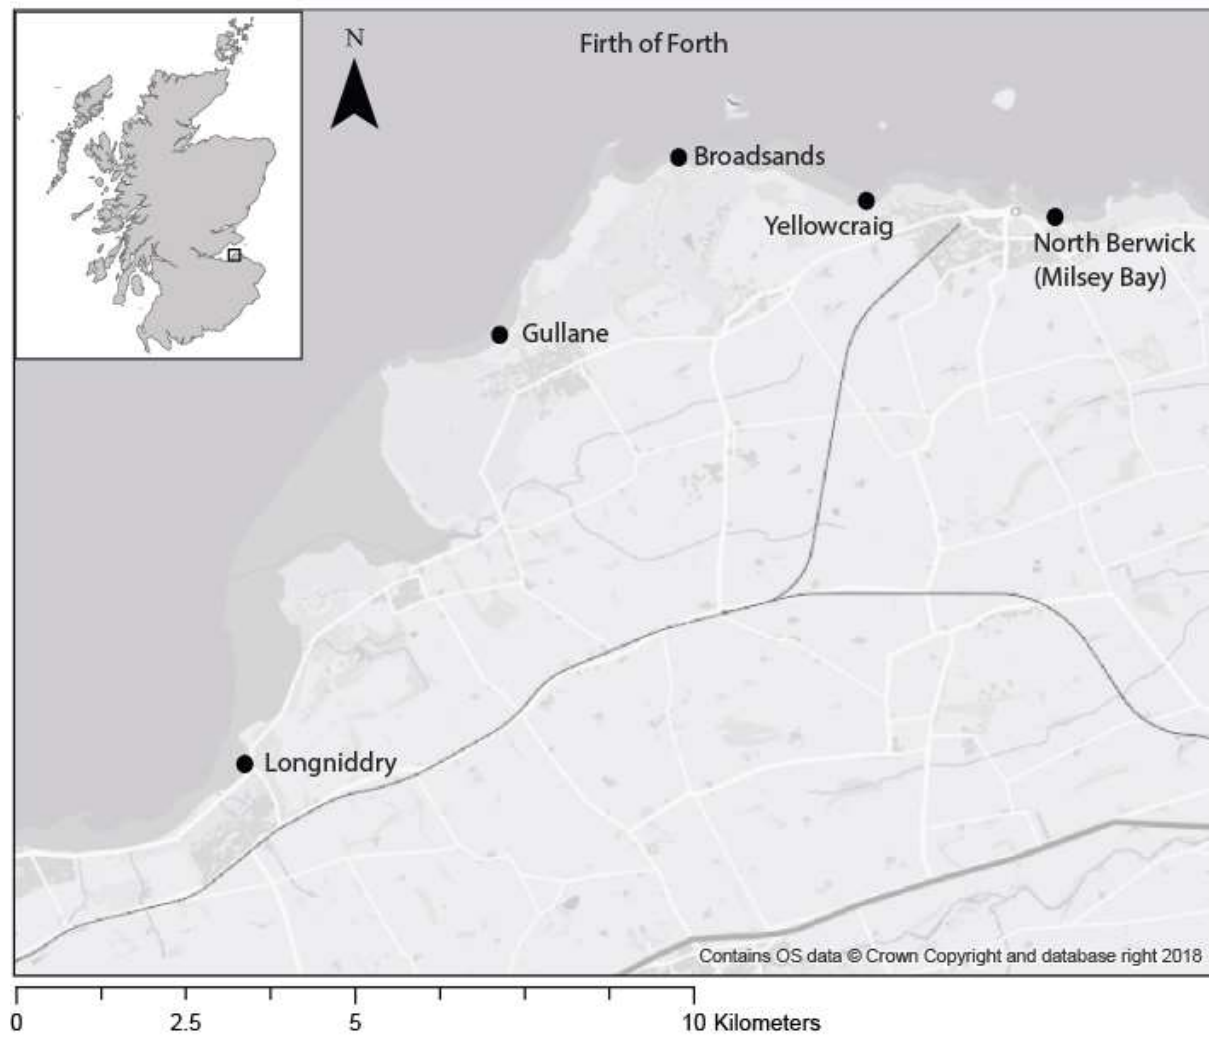 N
Firth of Forth
Broadsands
Yellowcraig
North Berwick
(Milsey Bay)
Gullane
Longniddry
Contains OS data © Crown Copyright and database right 2018
0 2.5 5 10 Kilometers